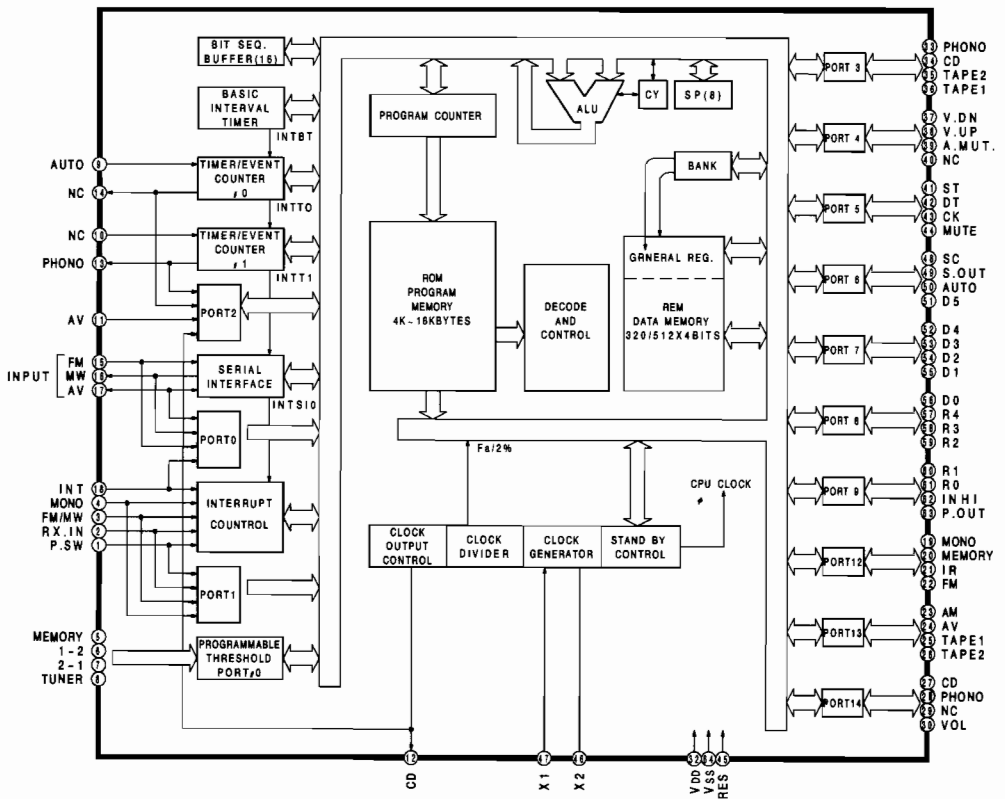 BIT SEQ.
BUFFER(16)
BASIC
INTERVAL
TIMER
INTBT
AUTO 9
TIMER/EVENT
COUNTER
#0
NC 14
INTT0
NC 10
TIMER/EVENT
COUNTER
#1
PHONO 13
INTT1
PORT2
AV 11
INPUT
FM 15
MW 16
AV 17
SERIAL
INTERFACE
INTSI0
PORT0
INT 18
MONO 4
FM/MW 3
RX.IN 2
P.SW 1
INTERRUPT
COUNTROL
PORT1
MEMORY 5
1-2 6
2-1 7
TUNER 8
PROGRAMMABLE
THRESHOLD
PORT#0
PROGRAM COUNTER
ALU
CY
SP(8)
BANK
ROM
PROGRAM
MEMORY
4K~16KBYTES
DECODE
AND
CONTROL
GRNERAL REG.
REM
DATA MEMORY
320/512X4BITS
Fa/2%
CPU CLOCK
φ
CLOCK
OUTPUT
CONTROL
CLOCK
DIVIDER
CLOCK
GENERATOR
STAND BY
CONTROL
12 CD
47 X1
46 X2
32 VDD
64 VSS
45 RES
PORT 3
33 PHONO
34 CD
35 TAPE2
36 TAPE1
PORT 4
37 V.DN
38 V.UP
39 A.MUT.
40 NC
PORT 5
41 ST
42 DT
43 CK
44 MUTE
PORT 6
48 SC
49 S.OUT
50 AUTO
51 D5
PORT 7
52 D4
53 D3
54 D2
55 D1
PORT 8
56 D0
57 R4
58 R3
59 R2
PORT 9
60 R1
61 R0
62 INHI
63 P.OUT
PORT12
19 MONO
20 MEMORY
21 IR
22 FM
PORT13
23 AM
24 AV
25 TAPE1
26 TAPE2
PORT14
27 CD
28 PHONO
29 NC
30 VOL